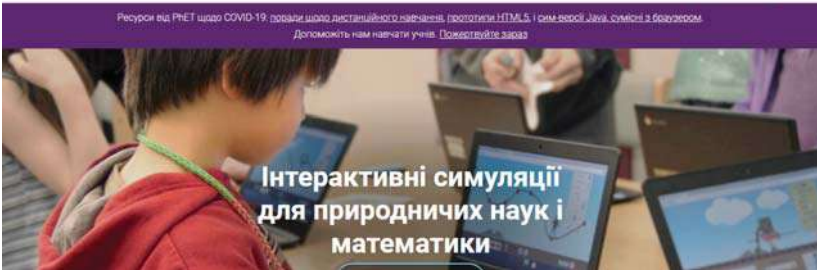 Ресурси від PhET щодо COVID-19: поради щодо дистанційного навчання, прототипи HTML5, і сим-версії Java, сумісні з браузером.
Допоможіть нам навчати учнів. Пожертвуйте зараз
Інтерактивні симуляції
для природничих наук і
математики